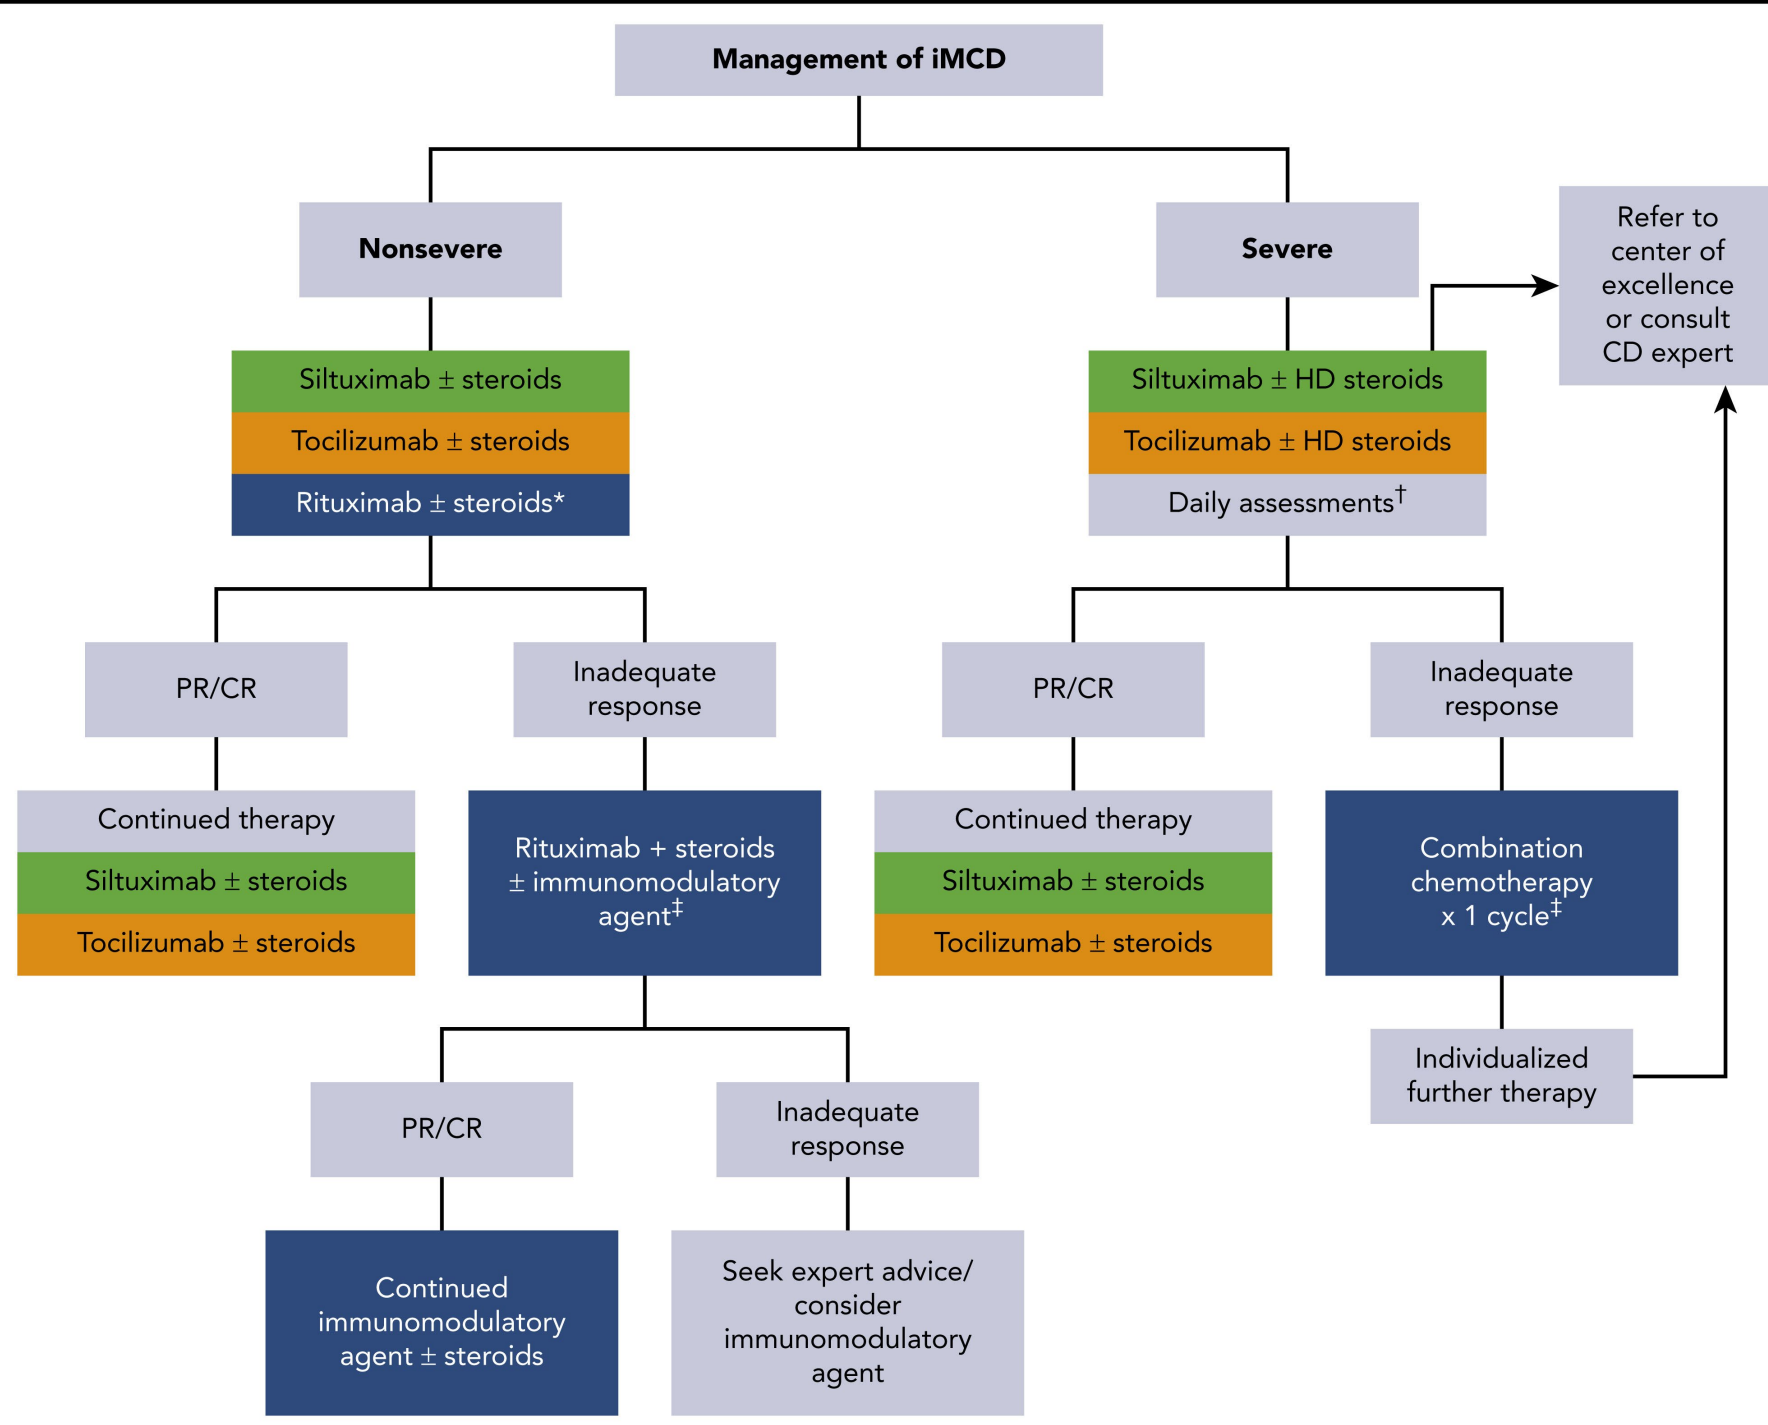 Management of iMCD
Nonsevere
Severe
Refer to
center of
excellence
or consult
CD expert
Siltuximab ± steroids
Tocilizumab ± steroids
Rituximab ± steroids*
Siltuximab ± HD steroids
Tocilizumab ± HD steroids
Daily assessments†
PR/CR
Inadequate
response
PR/CR
Inadequate
response
Continued therapy
Siltuximab ± steroids
Tocilizumab ± steroids
Rituximab + steroids
± immunomodulatory
agent‡
Continued therapy
Siltuximab ± steroids
Tocilizumab ± steroids
Combination
chemotherapy
x 1 cycle‡
Individualized
further therapy
PR/CR
Inadequate
response
Continued
immunomodulatory
agent ± steroids
Seek expert advice/
consider
immunomodulatory
agent